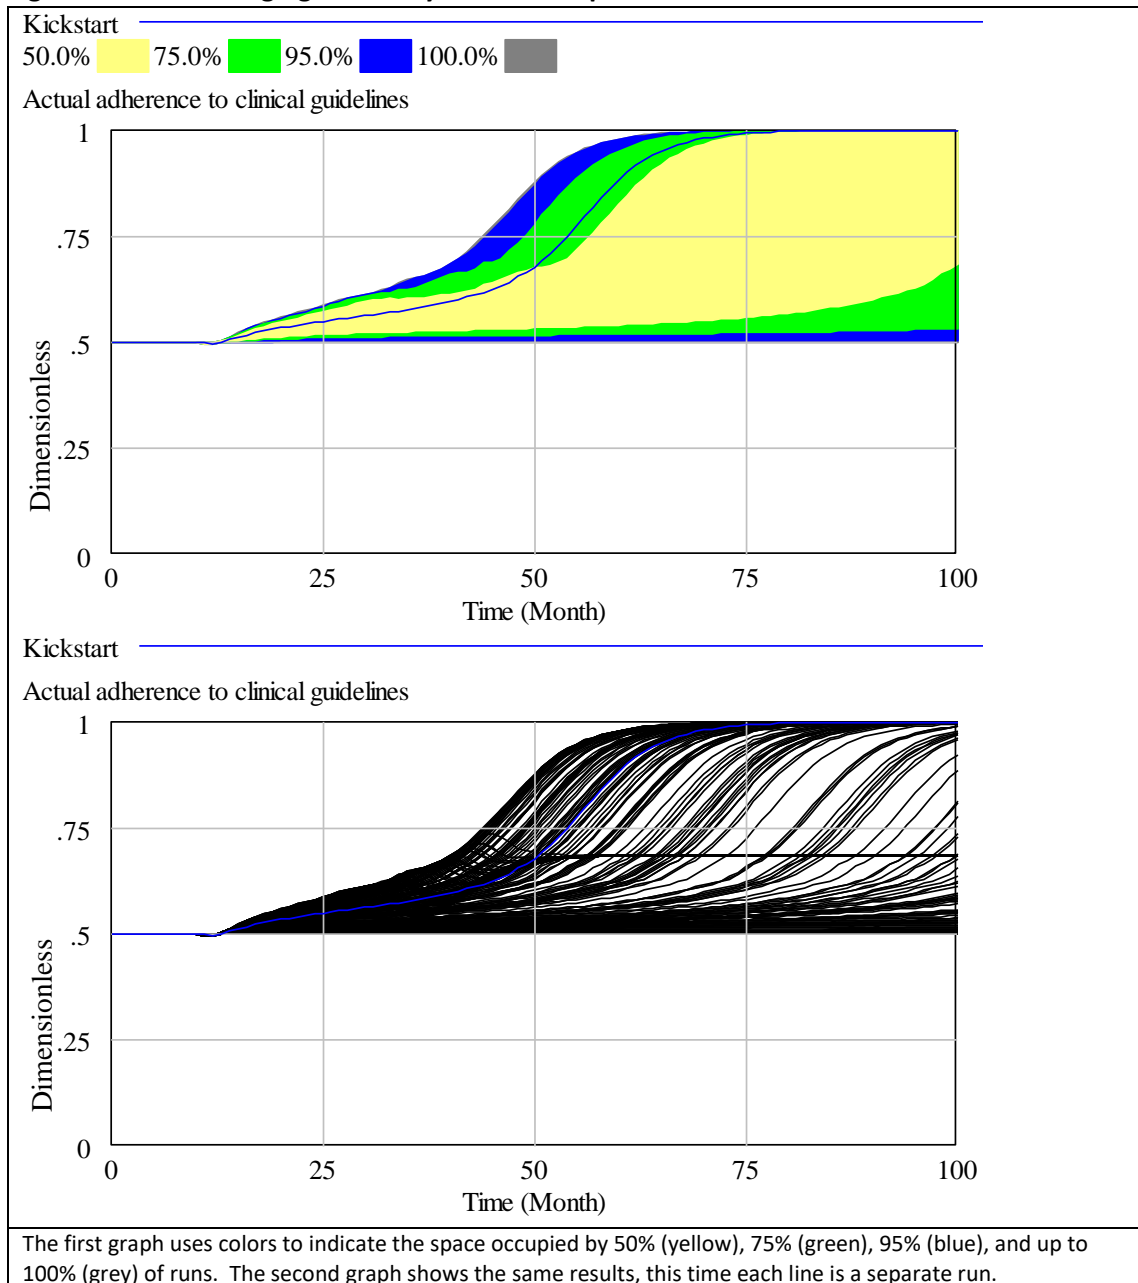 Kickstart
50.0% 75.0% 95.0% 100.0%
Actual adherence to clinical guidelines
1
.75
.5
.25
0
Dimensionless
0 25 50 75 100
Time (Month)
Kickstart
Actual adherence to clinical guidelines
1
.75
.5
.25
0
Dimensionless
0 25 50 75 100
Time (Month)
The first graph uses colors to indicate the space occupied by 50% (yellow), 75% (green), 95% (blue), and up to
100% (grey) of runs.  The second graph shows the same results, this time each line is a separate run.